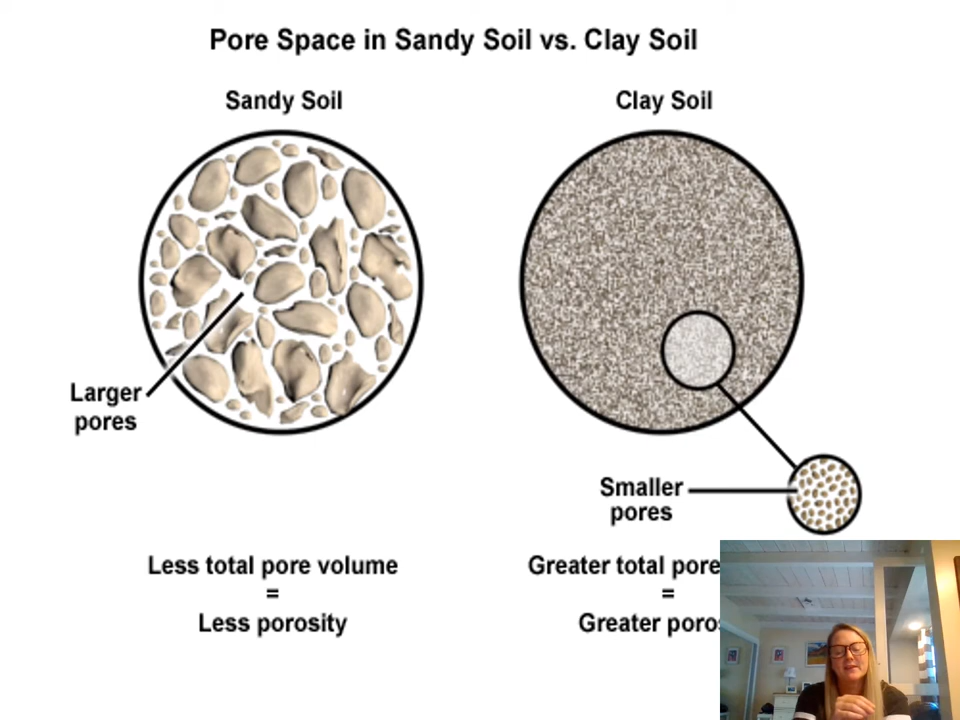 Pore Space in Sandy Soil vs. Clay Soil
Sandy Soil
Clay Soil
Larger
pores
Smaller
pores
Less total pore volume
=
Less porosity
Greater total pore
=
Greater